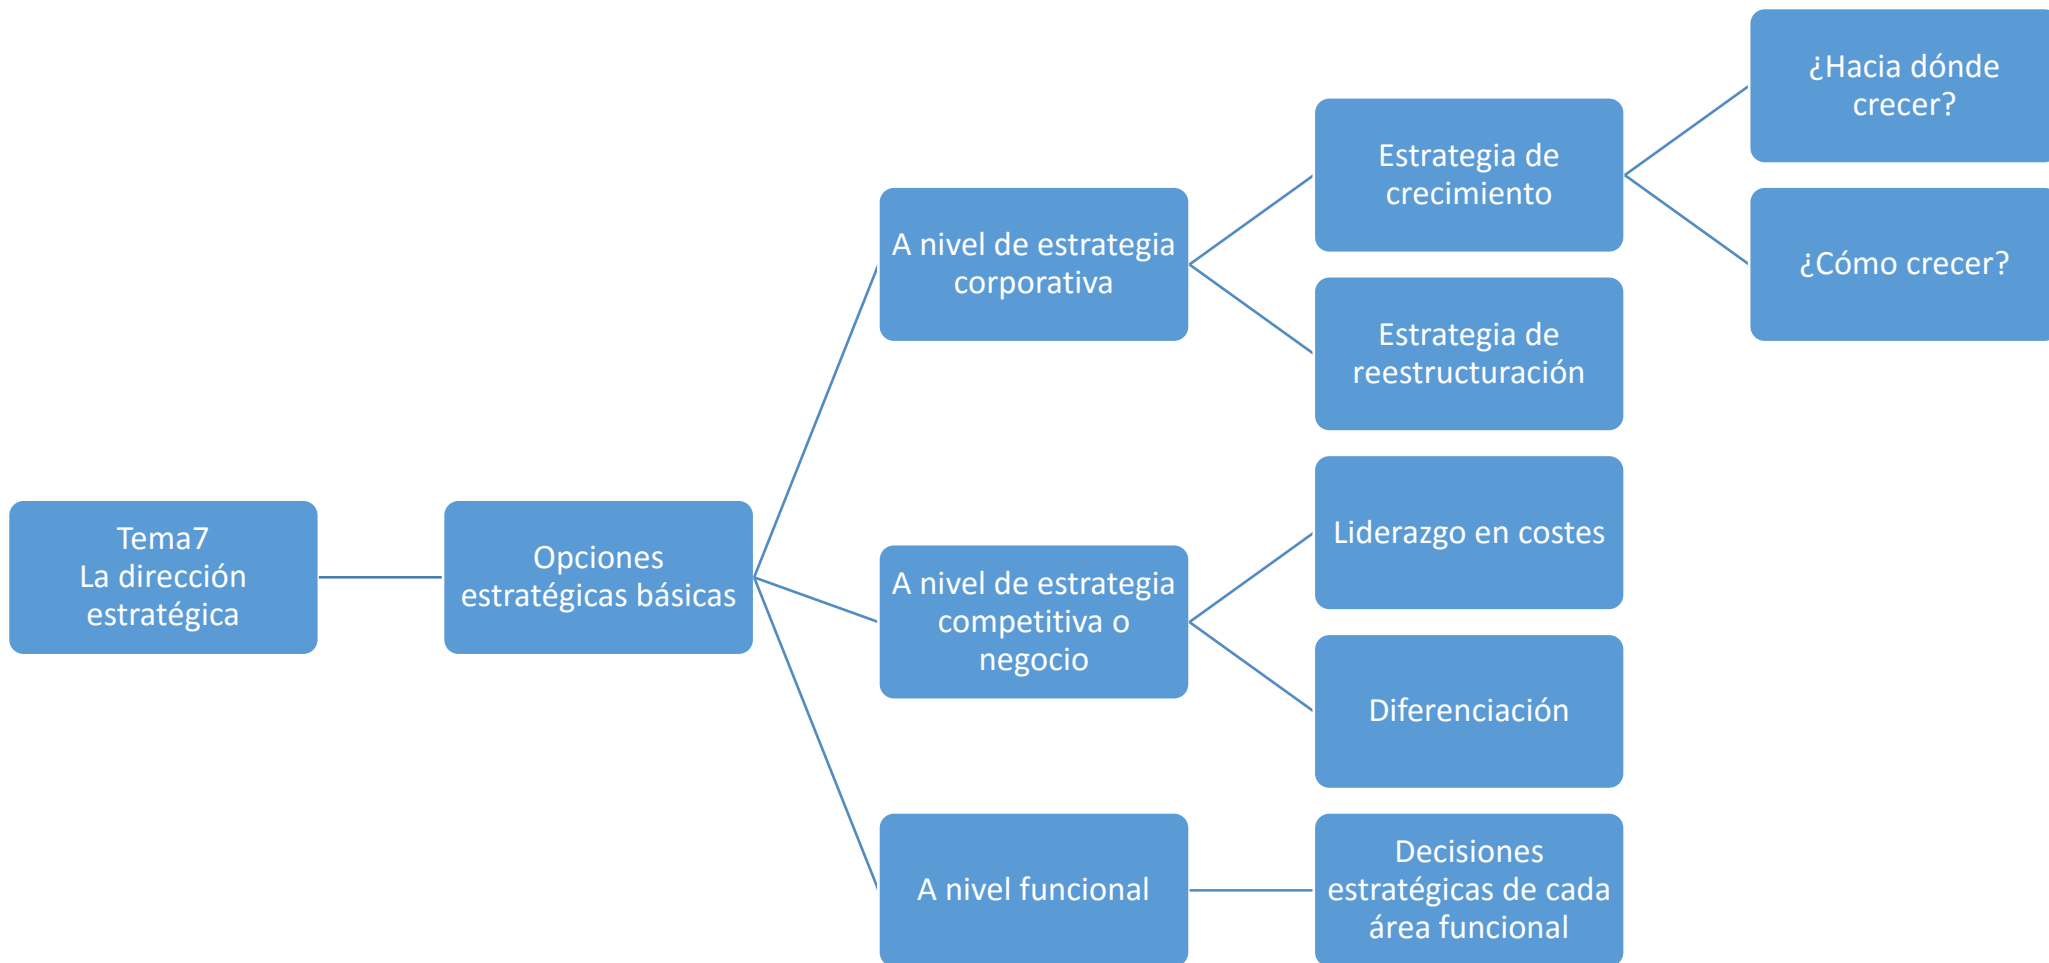 Tema7
La dirección
estratégica
Opciones
estratégicas básicas
A nivel de estrategia
corporativa
Estrategia de
crecimiento
¿Hacia dónde
crecer?
¿Cómo crecer?
Estrategia de
reestructuración
A nivel de estrategia
competitiva o
negocio
Liderazgo en costes
Diferenciación
A nivel funcional
Decisiones
estratégicas de cada
área funcional